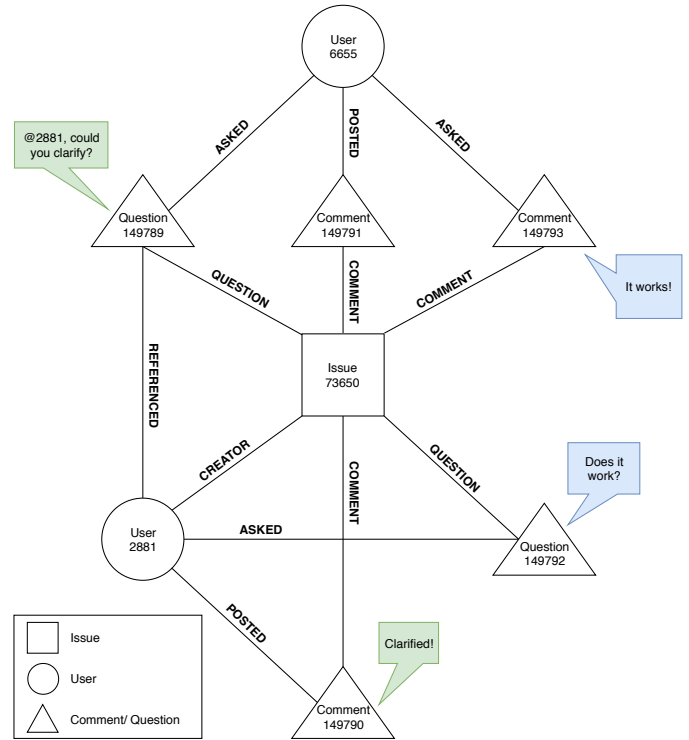 User
6655
ASKED
POSTED
ASKED
@2881, could
you clarify?
Question
149789
Comment
149791
Comment
149793
QUESTION
COMMENT
COMMENT
It works!
Issue
73650
REFERENCED
CREATOR
COMMENT
QUESTION
Does it
work?
User
2881
ASKED
Question
149792
POSTED
Clarified!
Comment
149790
Issue
User
Comment/ Question